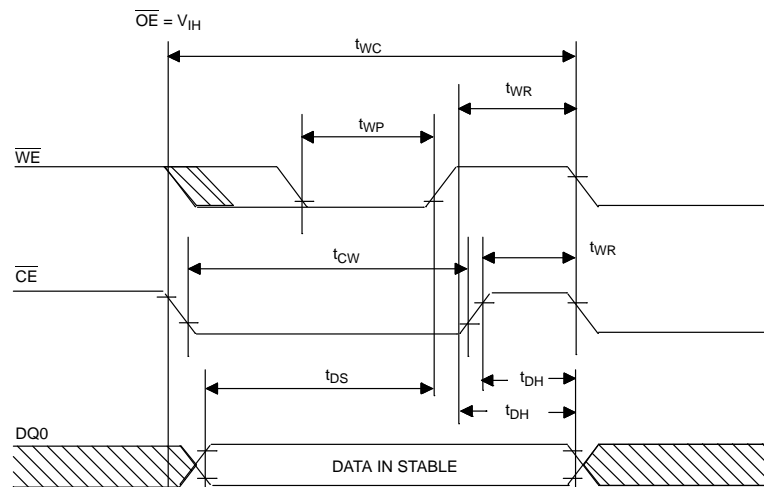 OE = VIH
tWC
tWR
tWP
WE
tCW
tWR
CE
tDS
tDH
tDH
DQ0
DATA IN STABLE